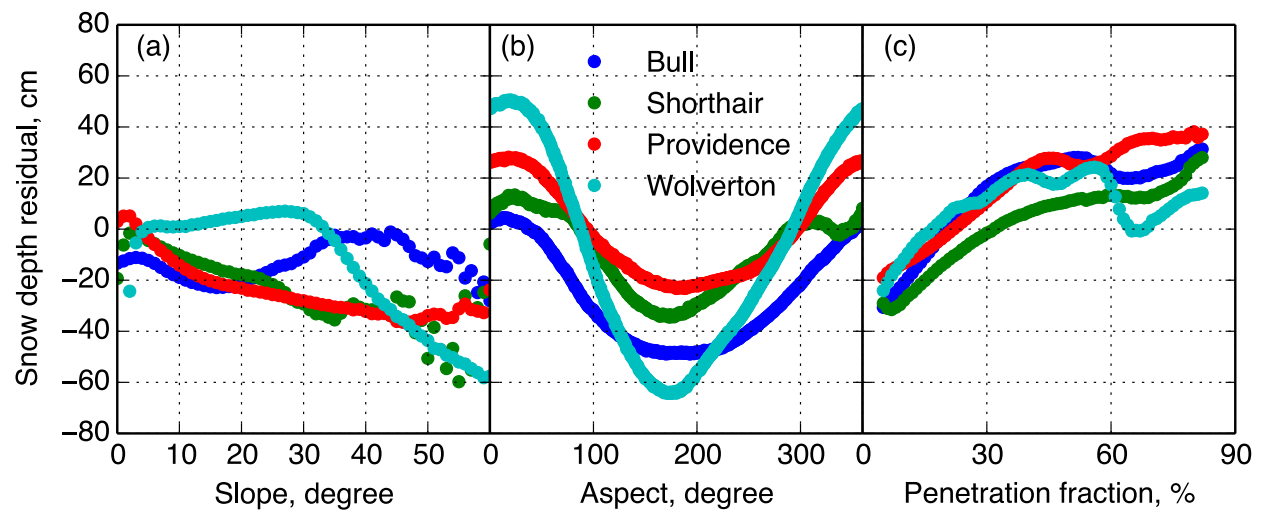 80
60
40
20
0
−20
−40
−60
−80
Snow depth residual, cm
(a)
(b)
(c)
Bull
Shorthair
Providence
Wolverton
0 10 20 30 40 50
0 100 200 300
0 30 60 90
Slope, degree
Aspect, degree
Penetration fraction, %